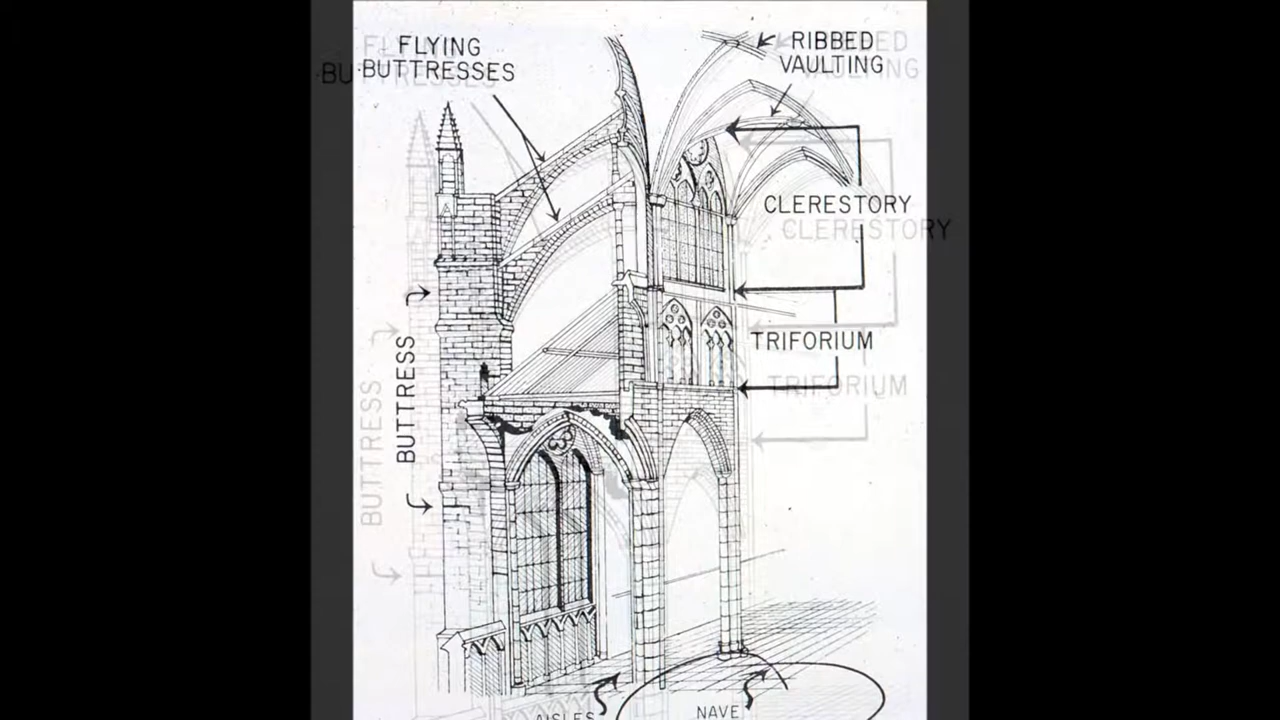 FLYING
BUTTRESSES
RIBBED
VAULTING
CLERESTORY
TRIFORIUM
BUTTRESS
AISLES
NAVE